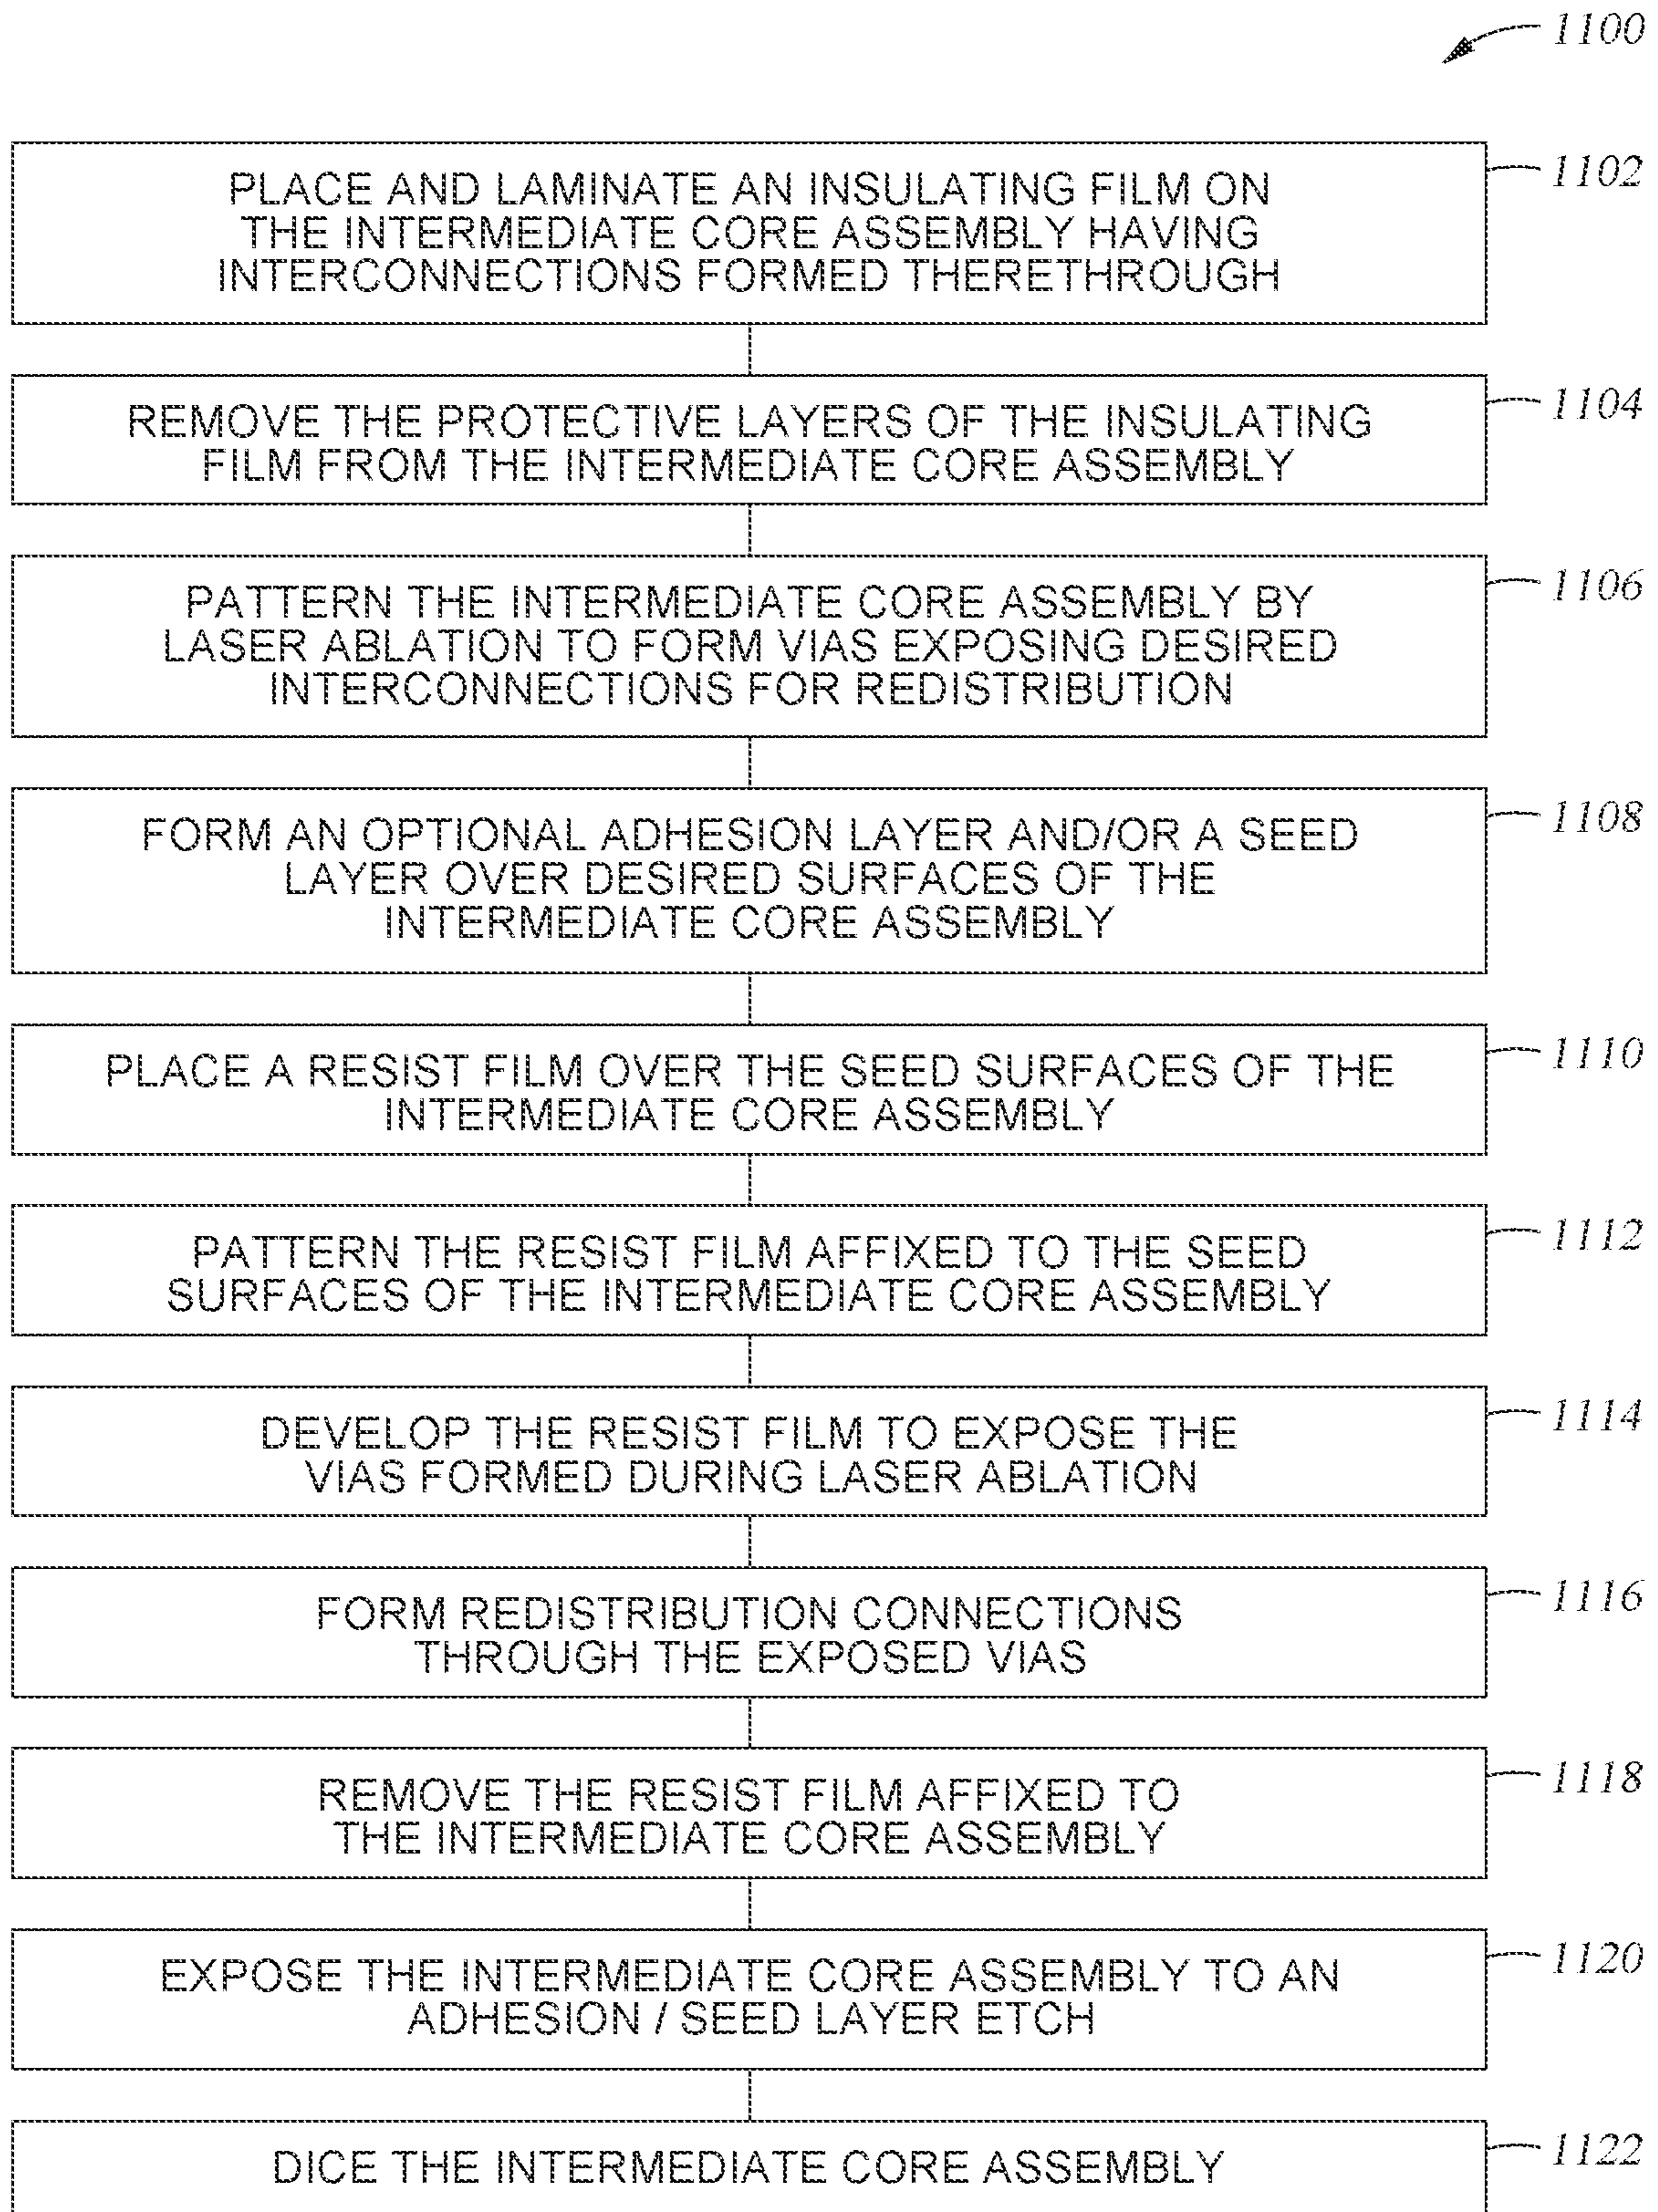 1100
PLACE AND LAMINATE AN INSULATING FILM ON
THE INTERMEDIATE CORE ASSEMBLY HAVING
INTERCONNECTIONS FORMED THERETHROUGH
1102
REMOVE THE PROTECTIVE LAYERS OF THE INSULATING
FILM FROM THE INTERMEDIATE CORE ASSEMBLY
1104
PATTERN THE INTERMEDIATE CORE ASSEMBLY BY
LASER ABLATION TO FORM VIAS EXPOSING DESIRED
INTERCONNECTIONS FOR REDISTRIBUTION
1106
FORM AN OPTIONAL ADHESION LAYER AND/OR A SEED
LAYER OVER DESIRED SURFACES OF THE
INTERMEDIATE CORE ASSEMBLY
1108
PLACE A RESIST FILM OVER THE SEED SURFACES OF THE
INTERMEDIATE CORE ASSEMBLY
1110
PATTERN THE RESIST FILM AFFIXED TO THE SEED
SURFACES OF THE INTERMEDIATE CORE ASSEMBLY
1112
DEVELOP THE RESIST FILM TO EXPOSE THE
VIAS FORMED DURING LASER ABLATION
1114
FORM REDISTRIBUTION CONNECTIONS
THROUGH THE EXPOSED VIAS
1116
REMOVE THE RESIST FILM AFFIXED TO
THE INTERMEDIATE CORE ASSEMBLY
1118
EXPOSE THE INTERMEDIATE CORE ASSEMBLY TO AN
ADHESION / SEED LAYER ETCH
1120
DICE THE INTERMEDIATE CORE ASSEMBLY
1122